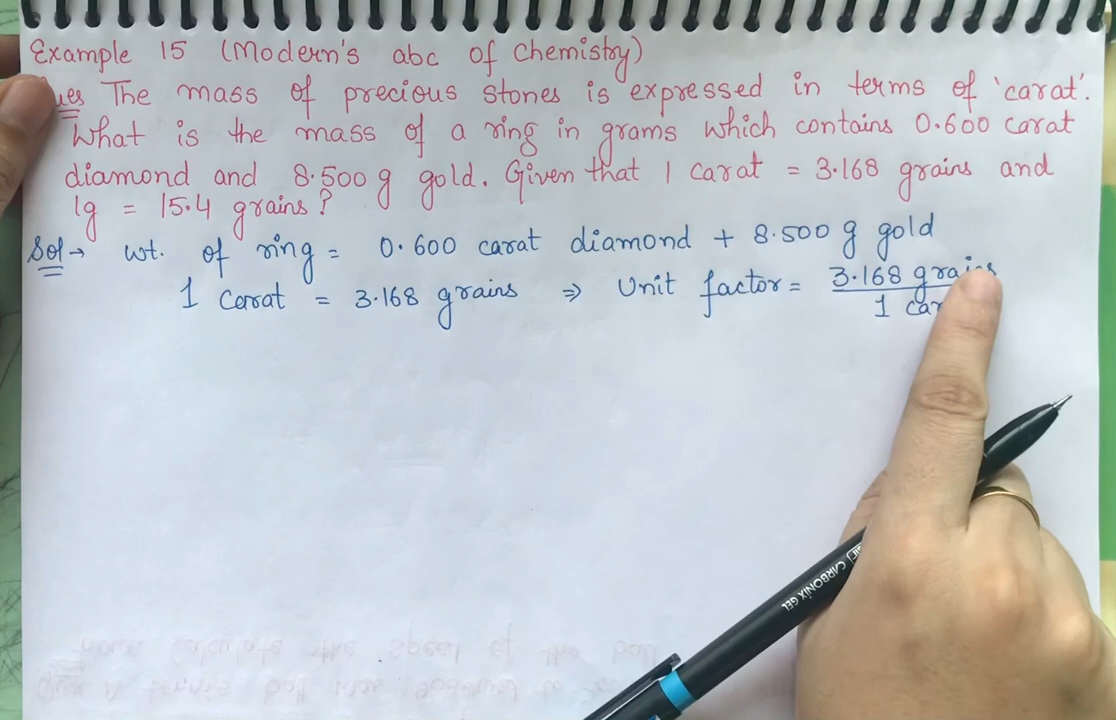 Example 15 (Modern's abc of Chemistry)
ues The mass of precious stones is expressed in terms of 'carat'.
What is the mass of a ring in grams which contains 0.600 carat
diamond and 8.500 g gold. Given that 1 carat = 3.168 grains and
1g = 15.4 grains?
Sol → wt. of ring = 0.600 carat diamond + 8.500 g gold
1 Carat = 3.168 grains ⇒ Unit factor = 3.168 grains
1 car
CARBONIX GEL